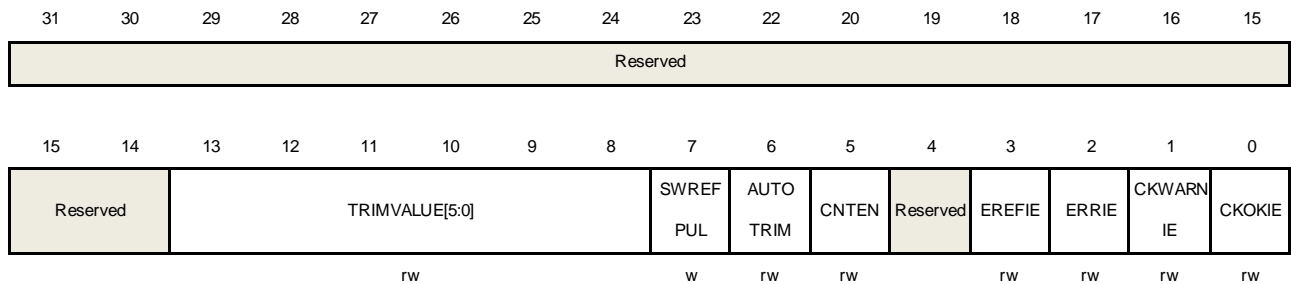 31 30 29 28 27 26 25 24 23 22 20 19 18 17 16 15
Reserved
15 14 13 12 11 10 9 8 7 6 5 4 3 2 1 0
Reserved TRIMVALUE[5:0] SWREF PUL AUTO TRIM CNTEN Reserved EREFIE ERRIE CKWARN IE CKOKIE
rw w rw rw rw rw rw rw